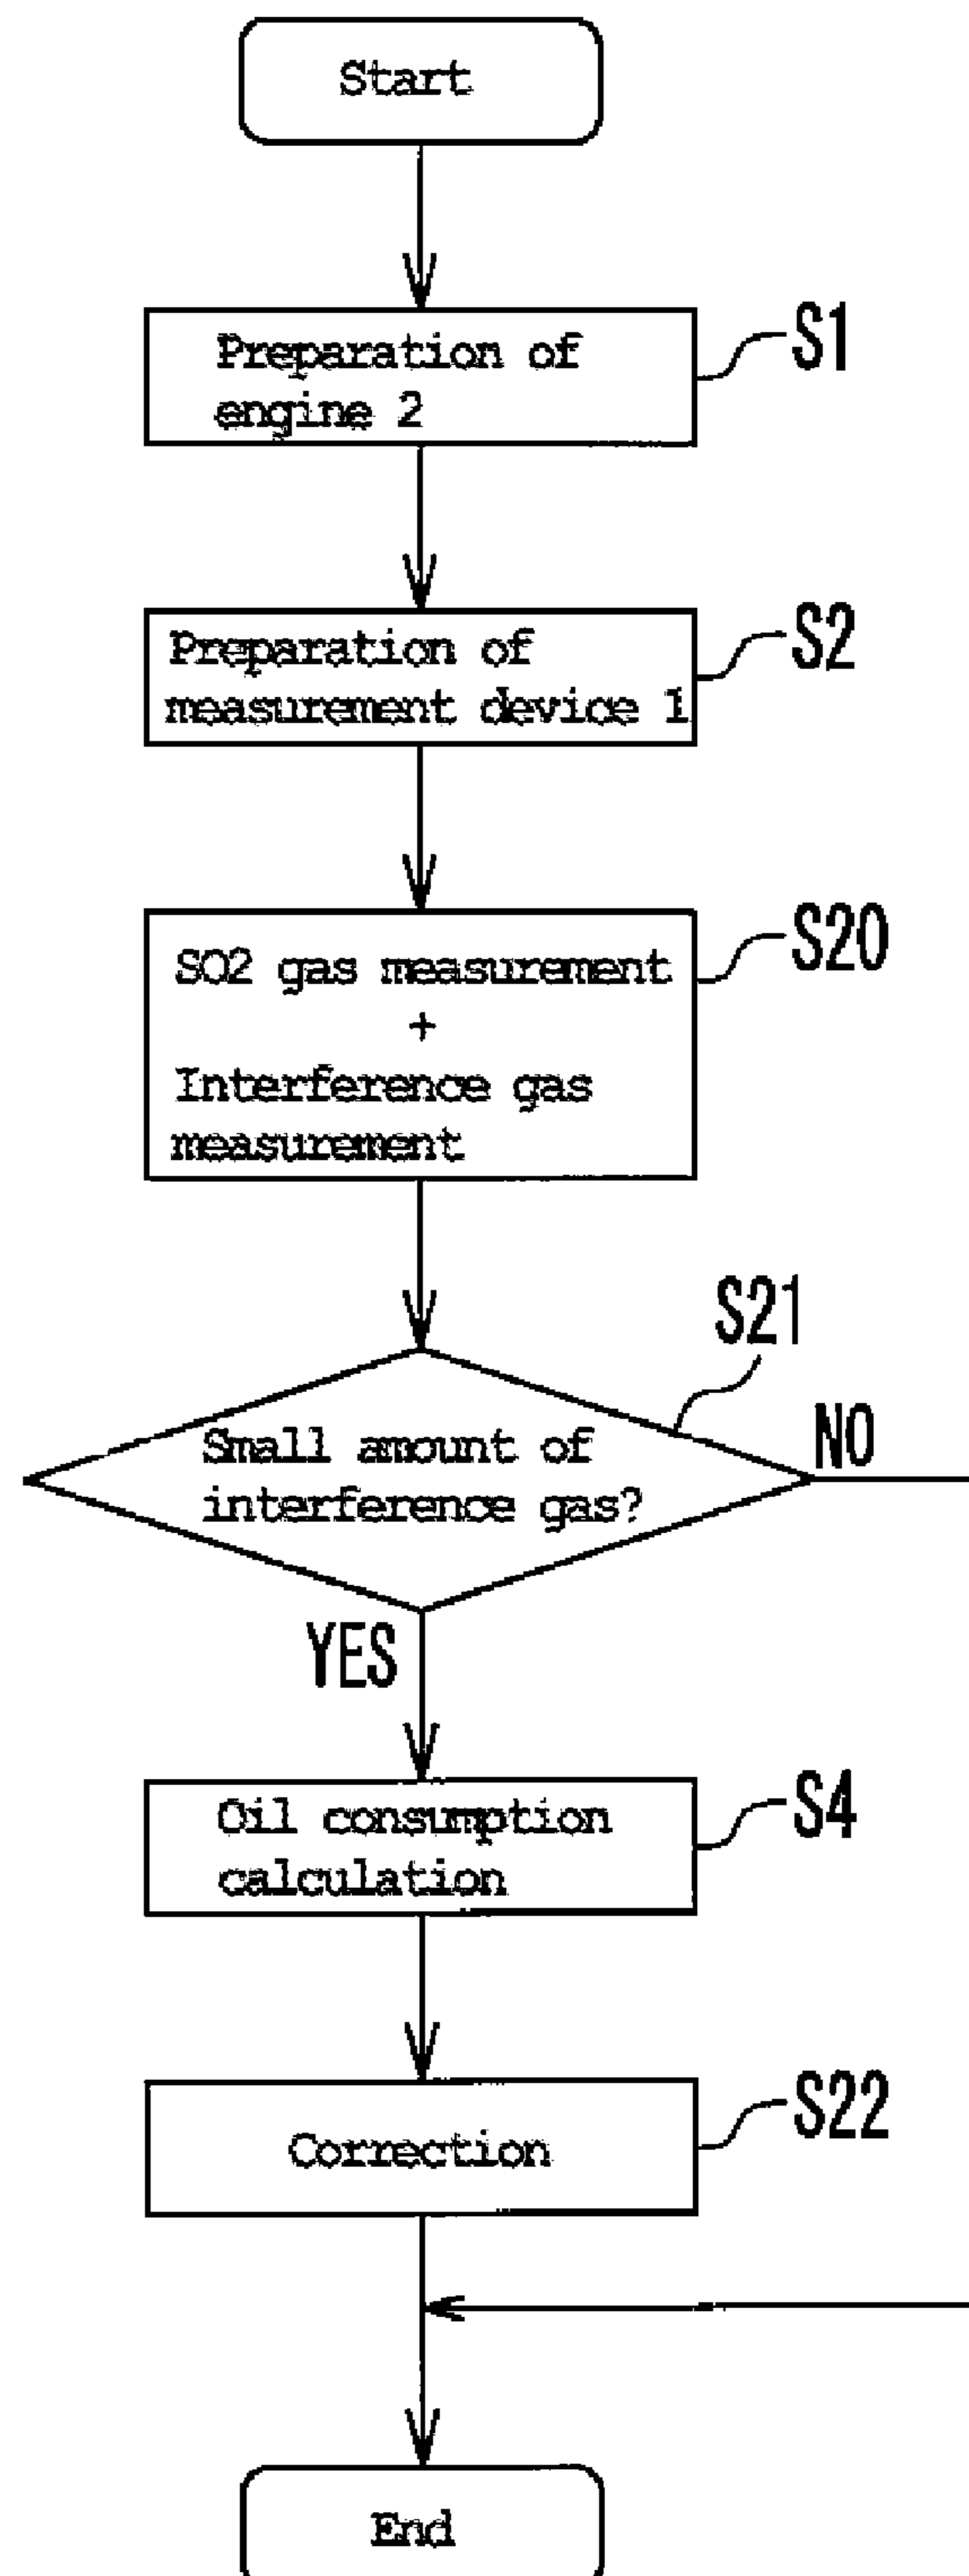 Start
Preparation of
engine 2
S1
Preparation of
measurement device 1
S2
SO2 gas measurement
+
Interference gas
measurement
S20
S21
Small amount of
interference gas?
NO
YES
Oil consumption
calculation
S4
Correction
S22
End